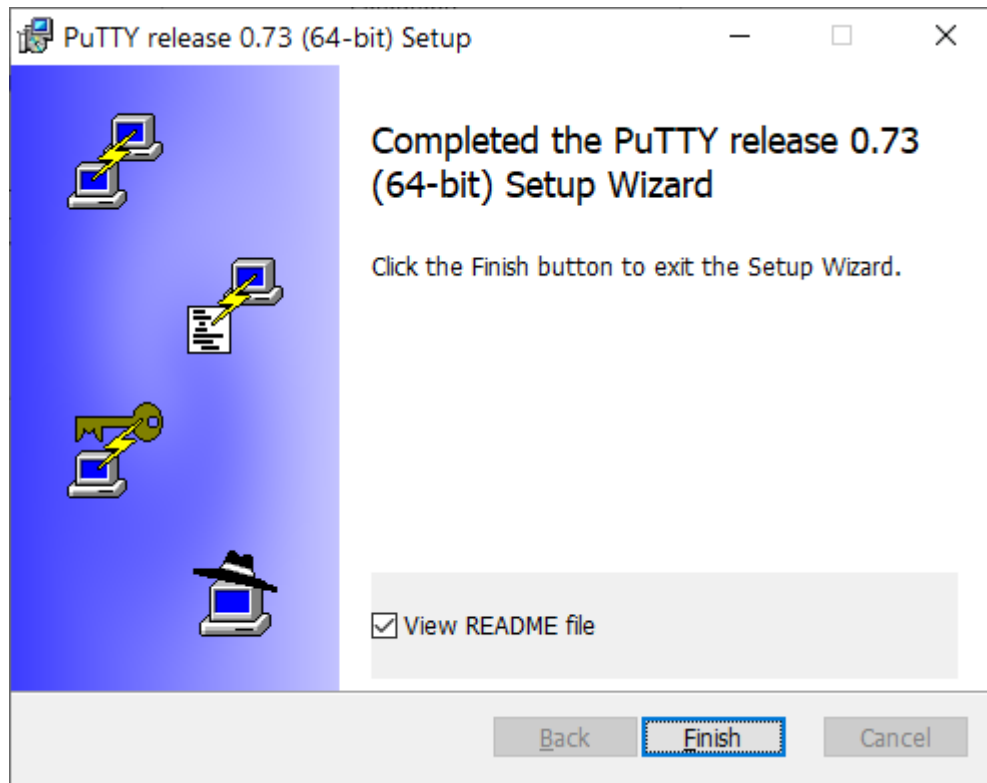 PuTTY release 0.73 (64-bit) Setup
Completed the PuTTY release 0.73
(64-bit) Setup Wizard
Click the Finish button to exit the Setup Wizard.
View README file
Back Finish Cancel